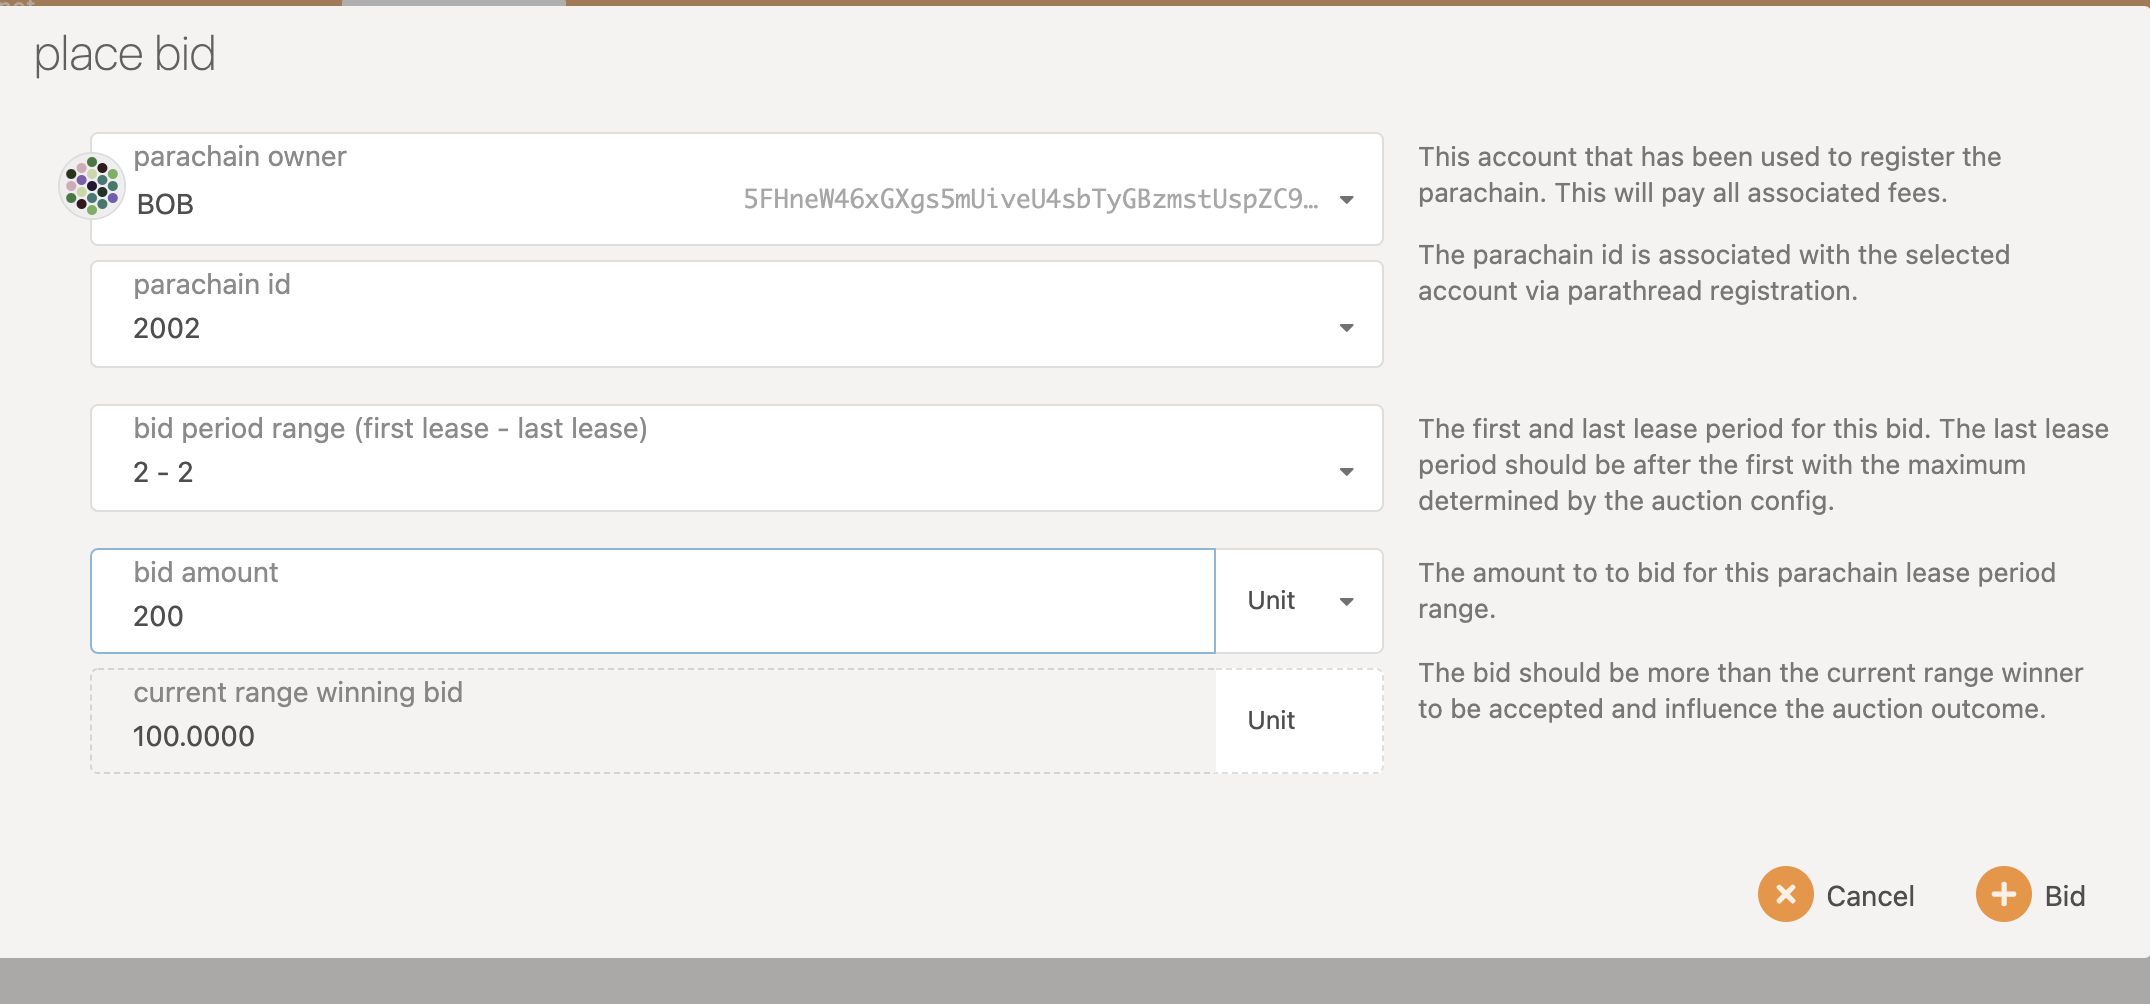 place bid
parachain owner
BOB
5FHneW46xGXgs5mUiveU4sbTyGBzmstUspZC9…
This account that has been used to register the
parachain. This will pay all associated fees.
parachain id
2002
The parachain id is associated with the selected
account via parathread registration.
bid period range (first lease - last lease)
2 - 2
The first and last lease period for this bid. The last lease
period should be after the first with the maximum
determined by the auction config.
bid amount
200
Unit
The amount to to bid for this parachain lease period
range.
current range winning bid
100.0000
Unit
The bid should be more than the current range winner
to be accepted and influence the auction outcome.
Cancel
Bid